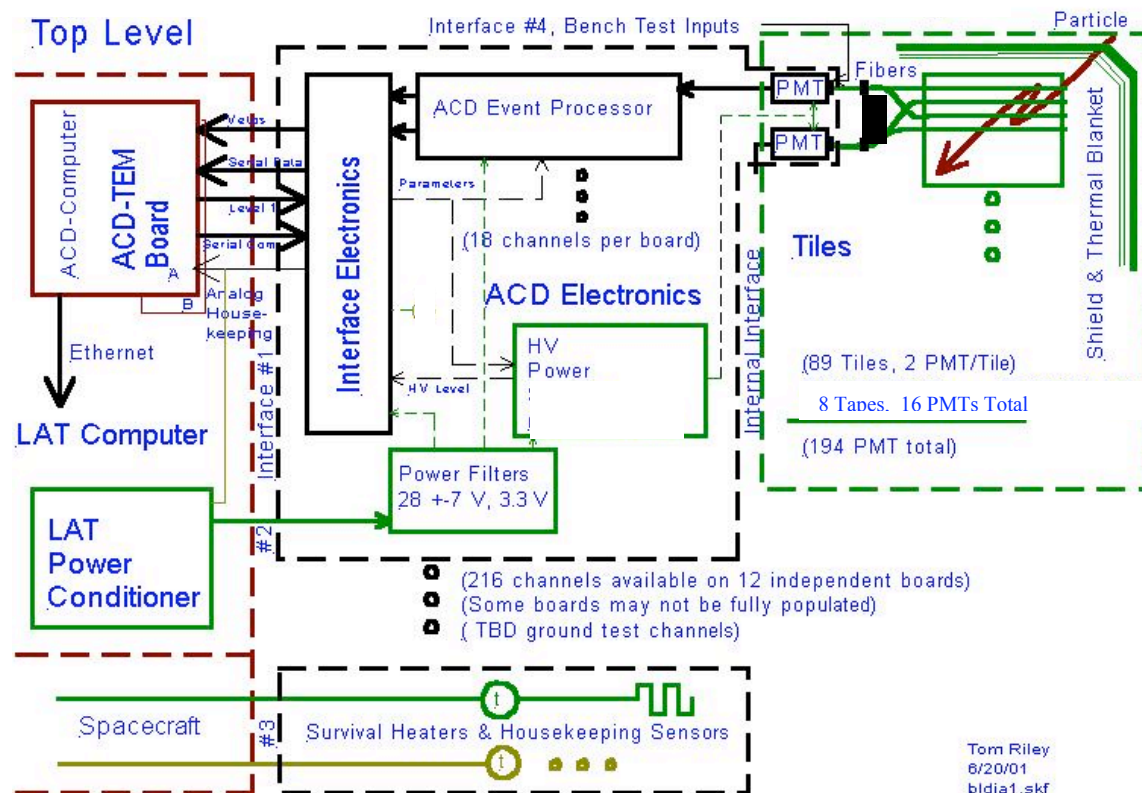 Top Level
Interface #4, Bench Test Inputs
Particle
ACD-Computer
ACD-TEM
Board
A
B
Vetos
Serial Data
Level 1
Serial Com
Analog
House-
keeping
Ethernet
LAT Computer
LAT
Power
Conditioner
Interface #1
#2
Interface Electronics
ACD Event Processor
Parameters
(18 channels per board)
ACD Electronics
HV
Power
HV Level
Power Filters
28 +-7 V, 3.3 V
Internal Interface
PMT
PMT
Fibers
Tiles
Shield & Thermal Blanket
(89 Tiles, 2 PMT/Tile)
8 Tapes, 16 PMTs Total
(194 PMT total)
(216 channels available on 12 independent boards)
(Some boards may not be fully populated)
( TBD ground test channels)
Spacecraft
#3
t
Survival Heaters & Housekeeping Sensors
t
Tom Riley
6/20/01
bldia1.skf